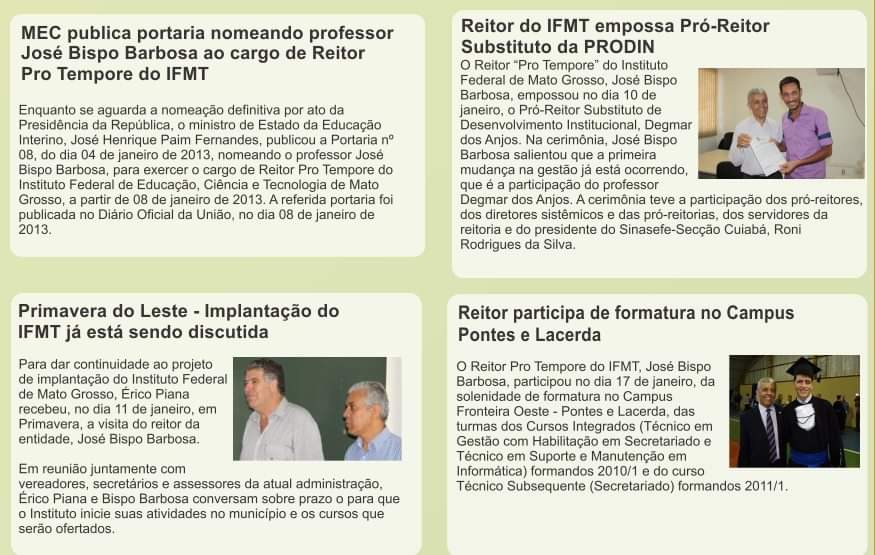 MEC publica portaria nomeando professor
José Bispo Barbosa ao cargo de Reitor
Pro Tempore do IFMT
Enquanto se aguarda a nomeação definitiva por ato da
Presidência da República, o ministro de Estado da Educação
Interino, José Henrique Paim Fernandes, publicou a Portaria nº
08, do dia 04 de janeiro de 2013, nomeando o professor José
Bispo Barbosa, para exercer o cargo de Reitor Pro Tempore do
Instituto Federal de Educação, Ciência e Tecnologia de Mato
Grosso, a partir de 08 de janeiro de 2013. A referida portaria foi
publicada no Diário Oficial da União, no dia 08 de janeiro de
2013.
Reitor do IFMT empossa Pró-Reitor
Substituto da PRODIN
O Reitor “Pro Tempore” do Instituto
Federal de Mato Grosso, José Bispo
Barbosa, empossou no dia 10 de
janeiro, o Pró-Reitor Substituto de
Desenvolvimento Institucional, Degmar
dos Anjos. Na cerimônia, José Bispo
Barbosa salientou que a primeira
mudança na gestão já está ocorrendo,
que é a participação do professor
Degmar dos Anjos. A cerimônia teve a participação dos pró-reitores,
dos diretores sistêmicos e das pró-reitorias, dos servidores da
reitoria e do presidente do Sinasefe-Secção Cuiabá, Roni
Rodrigues da Silva.
Primavera do Leste - Implantação do
IFMT já está sendo discutida
Para dar continuidade ao projeto
de implantação do Instituto Federal
de Mato Grosso, Érico Piana
recebeu, no dia 11 de janeiro, em
Primavera, a visita do reitor da
entidade, José Bispo Barbosa.
Em reunião juntamente com
vereadores, secretários e assessores da atual administração,
Érico Piana e Bispo Barbosa conversam sobre prazo o para que
o Instituto inicie suas atividades no município e os cursos que
serão ofertados.
Reitor participa de formatura no Campus
Pontes e Lacerda
O Reitor Pro Tempore do IFMT, José Bispo
Barbosa, participou no dia 17 de janeiro, da
solenidade de formatura no Campus
Fronteira Oeste - Pontes e Lacerda, das
turmas dos Cursos Integrados (Técnico em
Gestão com Habilitação em Secretariado e
Técnico em Suporte e Manutenção em
Informática) formandos 2010/1 e do curso
Técnico Subsequente (Secretariado) formandos 2011/1.